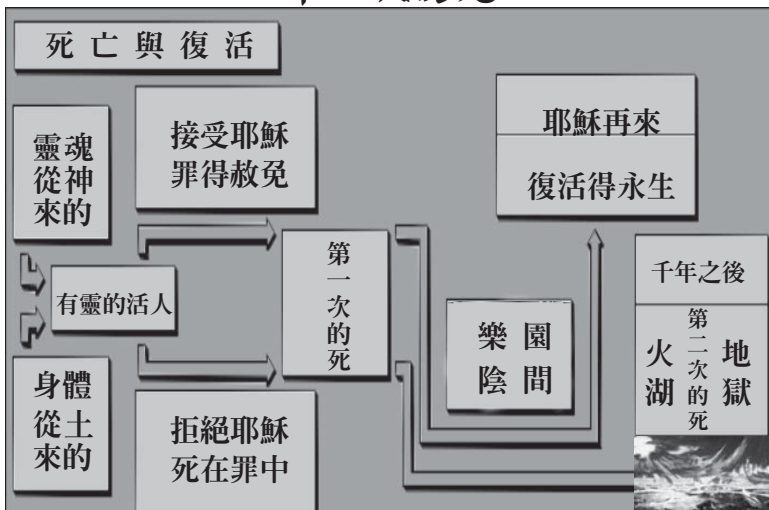 死亡與復活
靈魂
從神
來的
接受耶穌
罪得赦免
有靈的活人
身體
從土
來的
拒絕耶穌
死在罪中
第一次的死
樂園
陰間
耶穌再來
復活得永生
千年之後
火湖
第二次的死
地獄